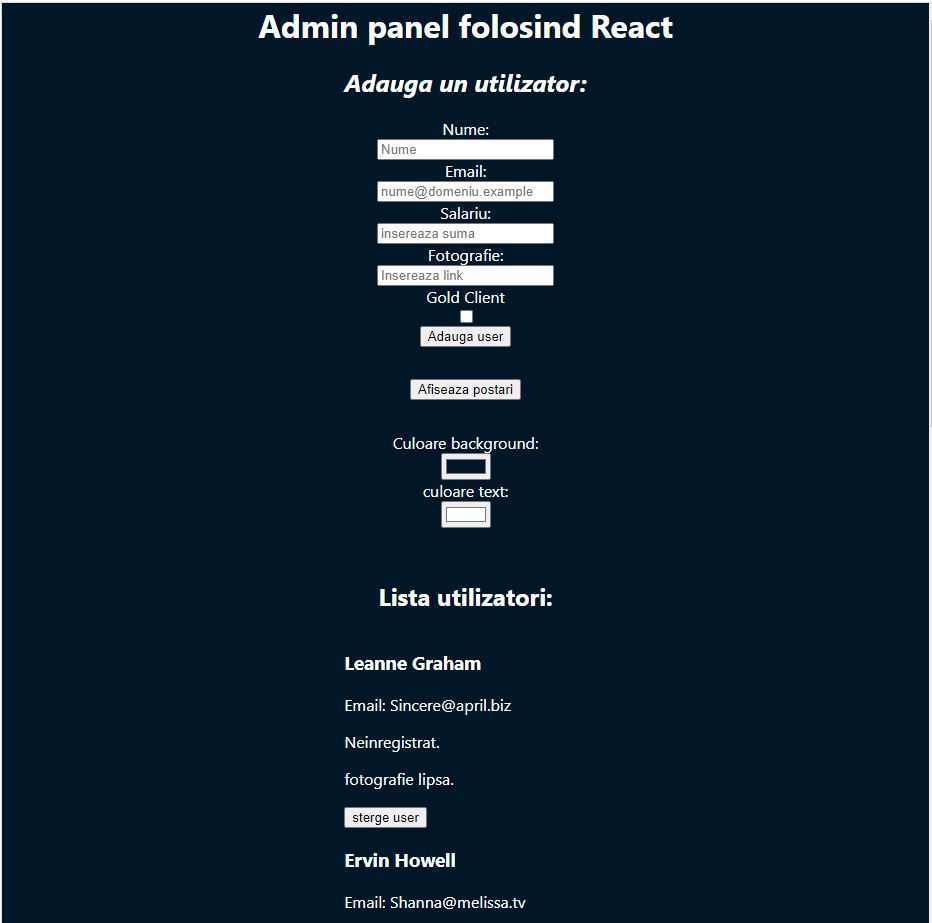 Admin panel folosind React
Adauga un utilizator:
Nume:
Nume
Email:
nume@domeniu.example
Salariu:
insereaza suma
Fotografie:
Insereaza link
Gold Client
Adauga user
Afiseaza postari
Culoare background:
culoare text:
Lista utilizatori:
Leanne Graham
Email: Sincere@april.biz
Neinregistrat.
fotografie lipsa.
sterge user
Ervin Howell
Email: Shanna@melissa.tv